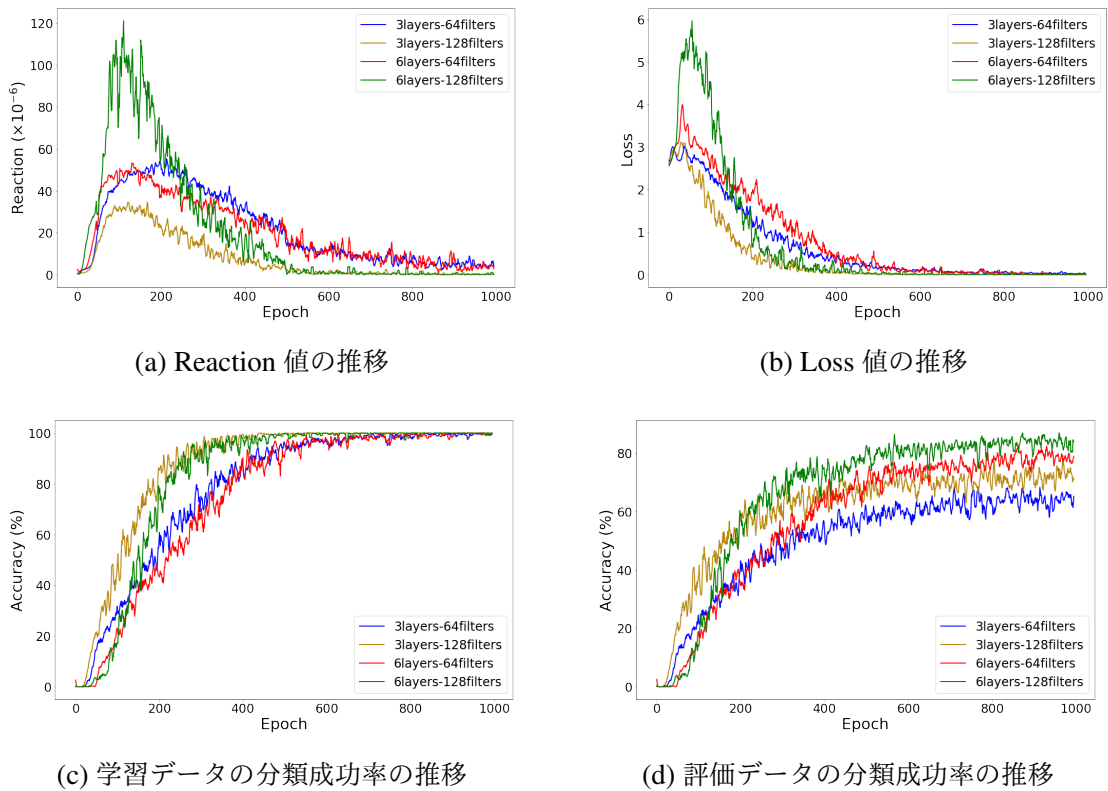 120
100
80
60
40
20
0
Reaction (×10⁻⁶)
0
200
400
600
800
1000
Epoch
3layers-64filters
3layers-128filters
6layers-64filters
6layers-128filters
(a) Reaction 値の推移
6
5
4
3
2
1
0
Loss
0
200
400
600
800
1000
Epoch
3layers-64filters
3layers-128filters
6layers-64filters
6layers-128filters
(b) Loss 値の推移
100
80
60
40
20
0
Accuracy (%)
0
200
400
600
800
1000
Epoch
3layers-64filters
3layers-128filters
6layers-64filters
6layers-128filters
(c) 学習データの分類成功率の推移
80
60
40
20
0
Accuracy (%)
0
200
400
600
800
1000
Epoch
3layers-64filters
3layers-128filters
6layers-64filters
6layers-128filters
(d) 評価データの分類成功率の推移